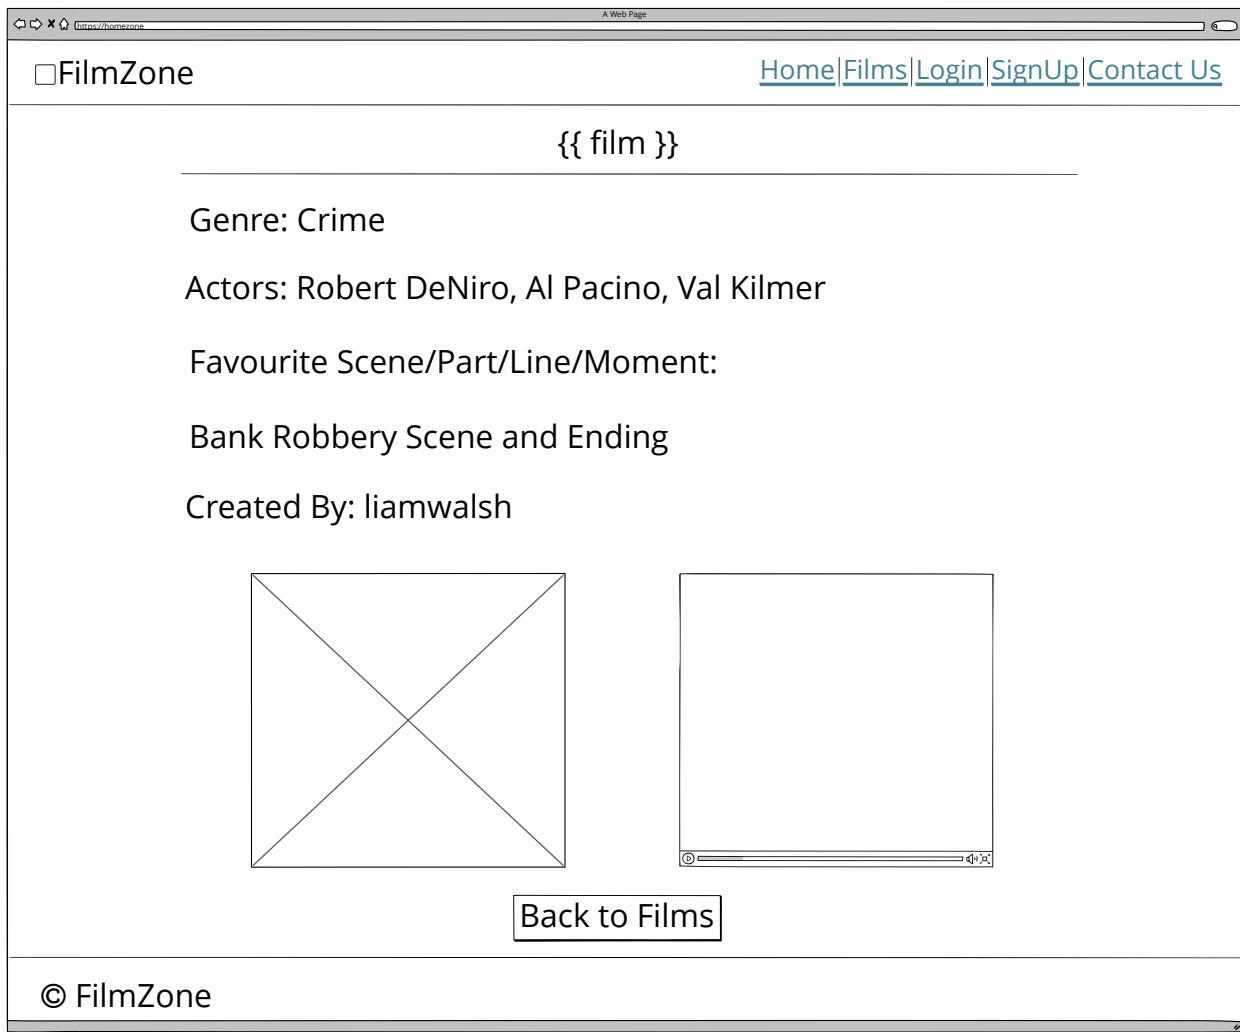 A Web Page
https://homezone
FilmZone
Home|Films|Login|SignUp|Contact Us
{{ film }}
Genre: Crime
Actors: Robert DeNiro, Al Pacino, Val Kilmer
Favourite Scene/Part/Line/Moment:
Bank Robbery Scene and Ending
Created By: liamwalsh
Back to Films
© FilmZone